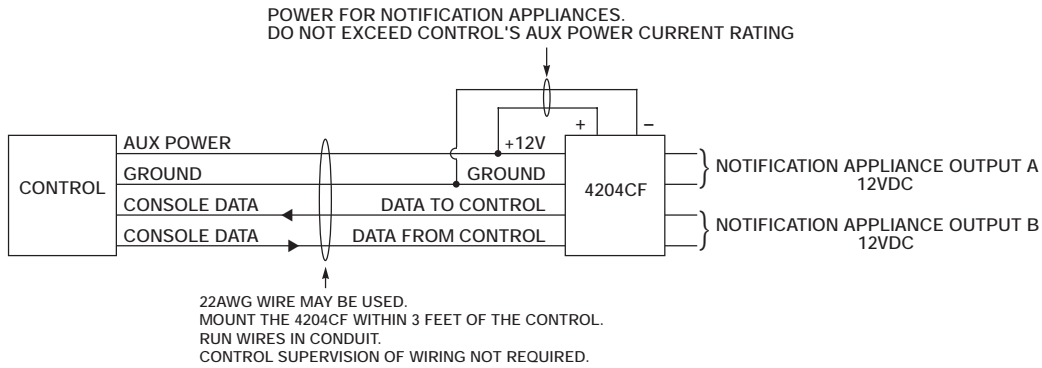 POWER FOR NOTIFICATION APPLIANCES.
DO NOT EXCEED CONTROL'S AUX POWER CURRENT RATING
+ –
AUX POWER +12V
GROUND GROUND
CONTROL
4204CF
CONSOLE DATA DATA TO CONTROL
CONSOLE DATA DATA FROM CONTROL
NOTIFICATION APPLIANCE OUTPUT A
12VDC
NOTIFICATION APPLIANCE OUTPUT B
12VDC
22AWG WIRE MAY BE USED.
MOUNT THE 4204CF WITHIN 3 FEET OF THE CONTROL.
RUN WIRES IN CONDUIT.
CONTROL SUPERVISION OF WIRING NOT REQUIRED.